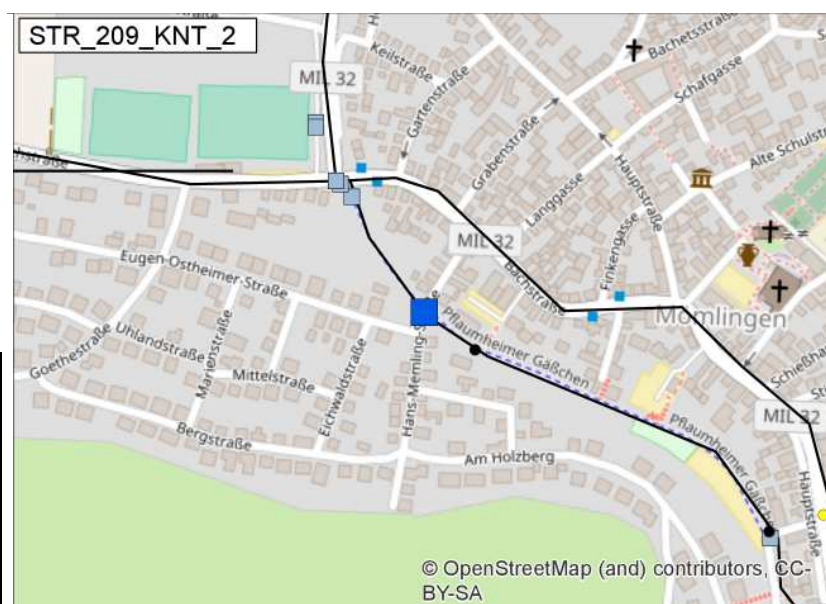 STR_209_KNT_2
MIL 32
Keilstraße
Gartenstraße
Bachetsstraße
Schafgasse
Grabenstraße
Langgasse
Hauptstraße
Alte Schulstr
Finkengasse
MIL 32
Bachstraße
Eugen-Ostheimer-Straße
Pflaumheimer Gäßchen
Mömlingen
Goethestraße
Uhlandstraße
Marienstraße
Mittelstraße
Eichwaldstraße
Hans-Memling-S
Bergstraße
Am Holzberg
Pflaumheimer Gäßchen
Schießha
MIL 32
Hauptstraße
© OpenStreetMap (and) contributors, CC-
BY-SA